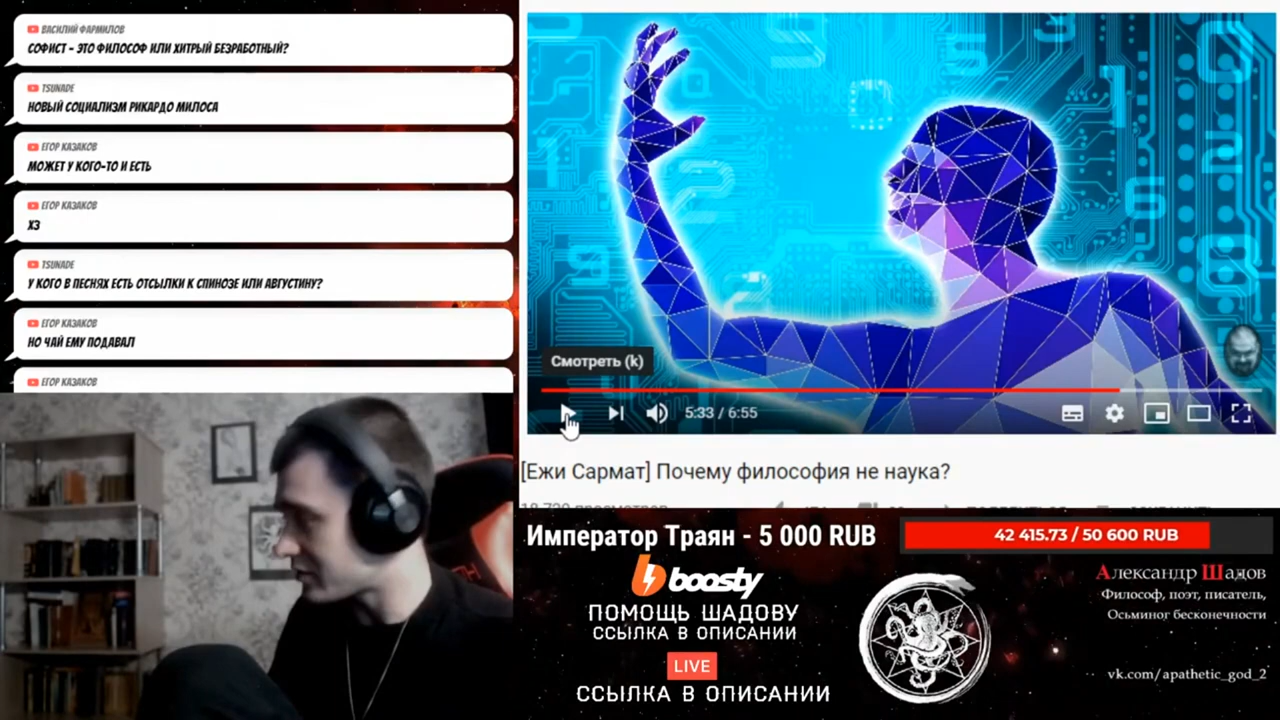 ВАСИЛИЙ ФАРМИЛОВ
СОФИСТ - ЭТО ФИЛОСОФ ИЛИ ХИТРЫЙ БЕЗРАБОТНЫЙ?
TSUNADE
НОВЫЙ СОЦИАЛИЗМ РИКАРДО МИЛОСА
ЕГОР КАЗАКОВ
МОЖЕТ У КОГО-ТО И ЕСТЬ
ЕГОР КАЗАКОВ
ХЗ
TSUNADE
У КОГО В ПЕСНЯХ ЕСТЬ ОТСЫЛКИ К СПИНОЗЕ ИЛИ АВГУСТИНУ?
ЕГОР КАЗАКОВ
НО ЧАЙ ЕМУ ПОДАВАЛ
ЕГОР КАЗАКОВ
Смотреть (k)
5:33 / 6:55
[Ежи Сармат] Почему философия не наука?
Император Траян - 5 000 RUB
42 415.73 / 50 600 RUB
boosty
ПОМОЩЬ ШАДОВУ
ССЫЛКА В ОПИСАНИИ
LIVE
ССЫЛКА В ОПИСАНИИ
Александр Шадов
Философ, поэт, писатель,
Осьминог бесконечности
vk.com/apathetic_god_2